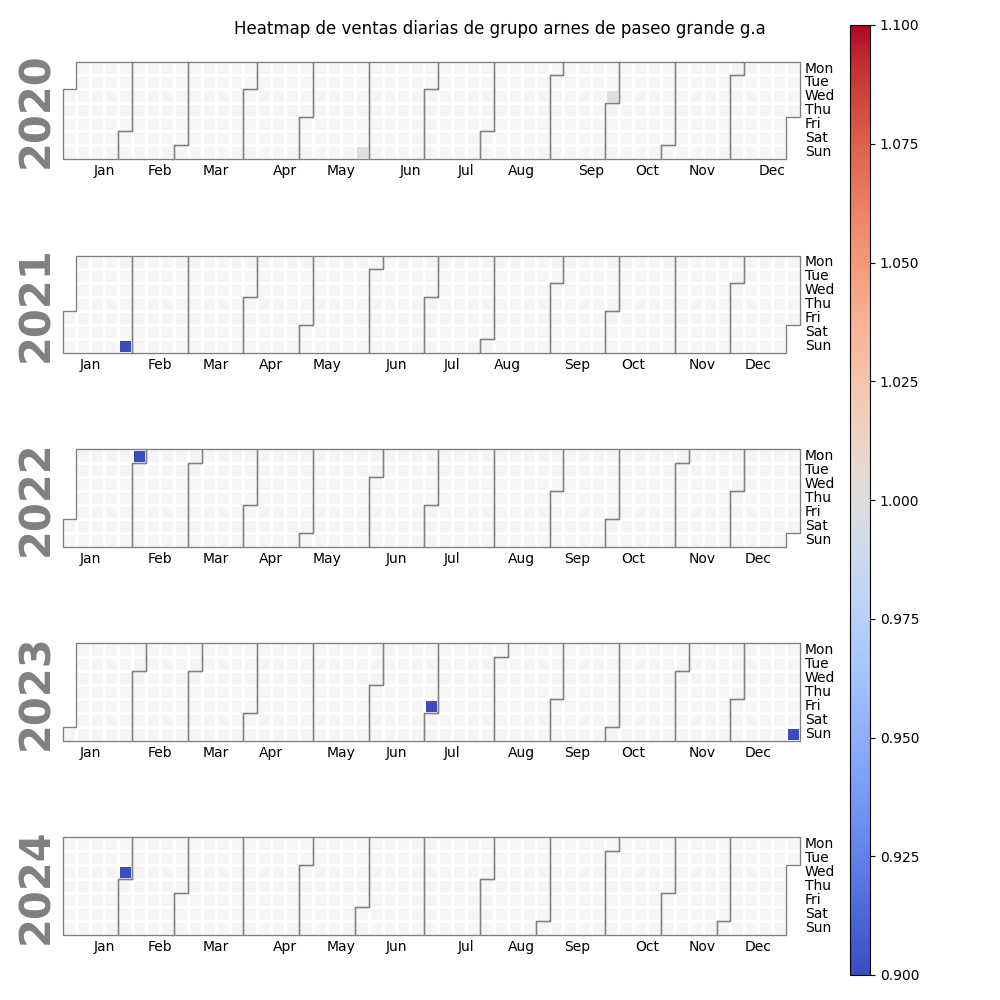 Heatmap de ventas diarias de grupo arnes de paseo grande g.a
2020
Mon
Tue
Wed
Thu
Fri
Sat
Sun
Jan Feb Mar Apr May Jun Jul Aug Sep Oct Nov Dec
2021
Mon
Tue
Wed
Thu
Fri
Sat
Sun
Jan Feb Mar Apr May Jun Jul Aug Sep Oct Nov Dec
2022
Mon
Tue
Wed
Thu
Fri
Sat
Sun
Jan Feb Mar Apr May Jun Jul Aug Sep Oct Nov Dec
2023
Mon
Tue
Wed
Thu
Fri
Sat
Sun
Jan Feb Mar Apr May Jun Jul Aug Sep Oct Nov Dec
2024
Mon
Tue
Wed
Thu
Fri
Sat
Sun
Jan Feb Mar Apr May Jun Jul Aug Sep Oct Nov Dec
1.100
1.075
1.050
1.025
1.000
0.975
0.950
0.925
0.900